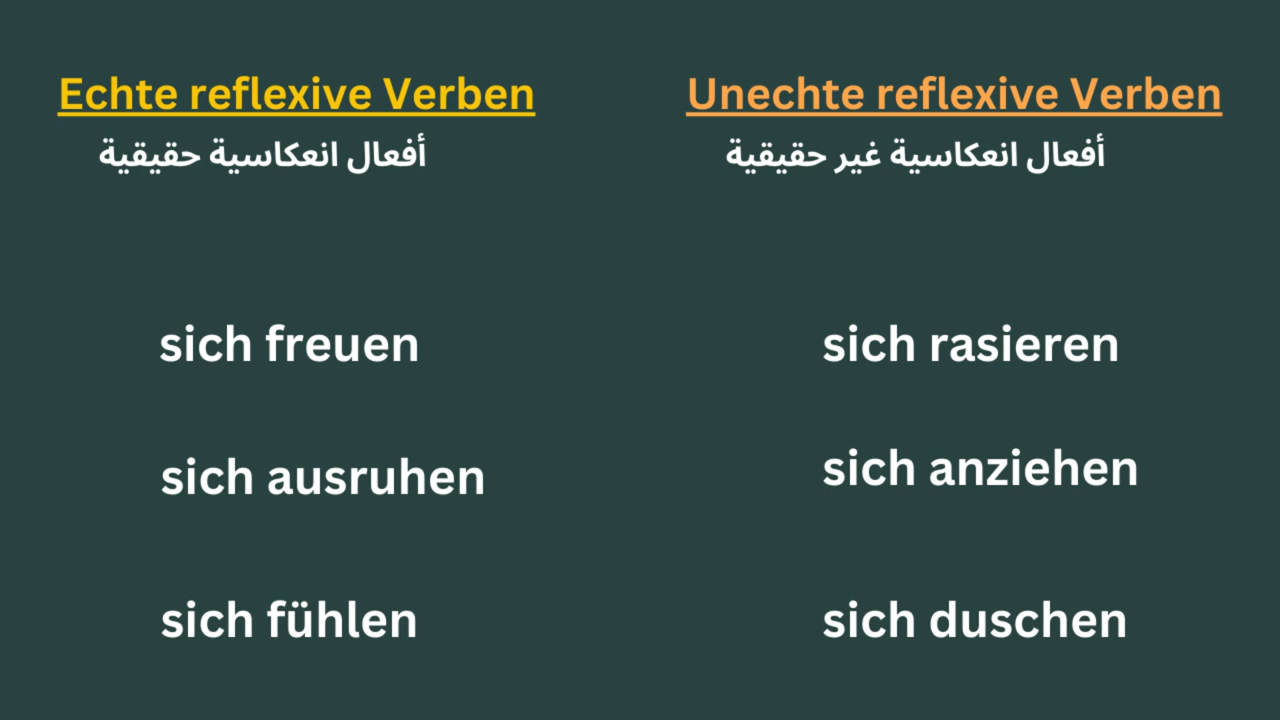 Echte reflexive Verben
أفعال انعكاسية حقيقية
sich freuen
sich ausruhen
sich fühlen
Unechte reflexive Verben
أفعال انعكاسية غير حقيقية
sich rasieren
sich anziehen
sich duschen